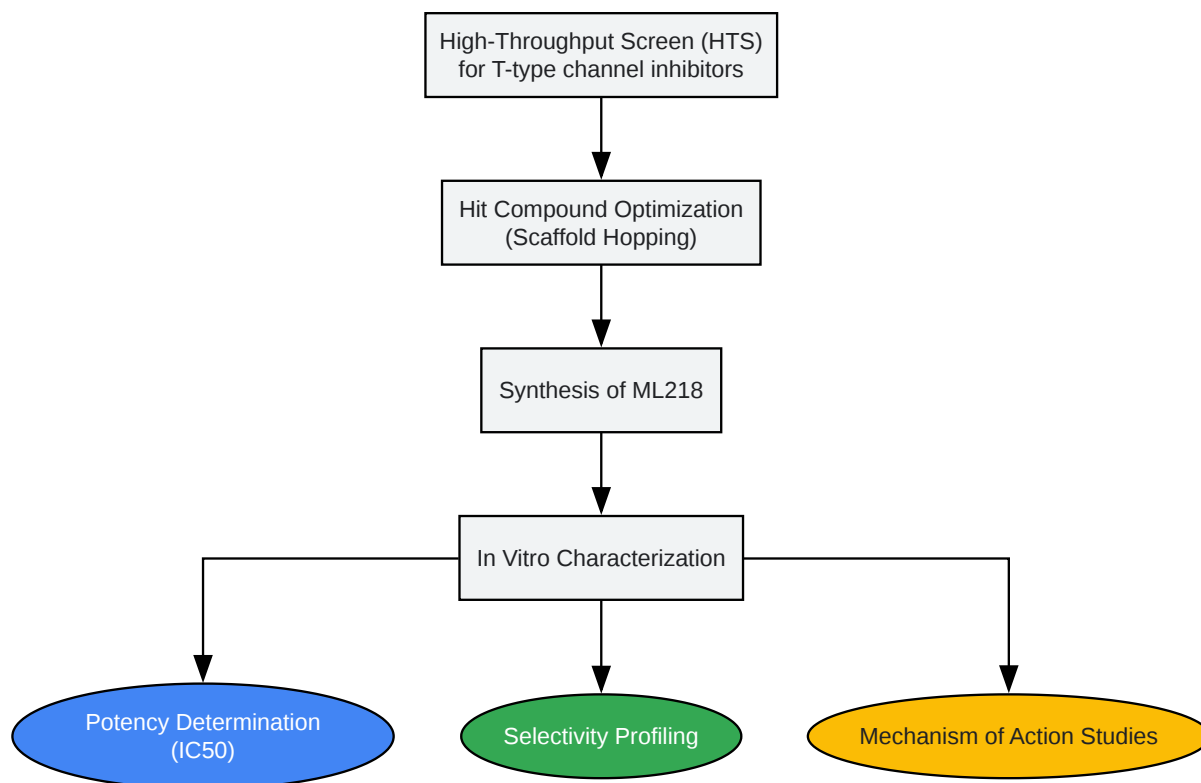 High-Throughput Screen (HTS)
for T-type channel inhibitors
Hit Compound Optimization
(Scaffold Hopping)
Synthesis of ML218
In Vitro Characterization
Potency Determination
(IC50)
Selectivity Profiling
Mechanism of Action Studies